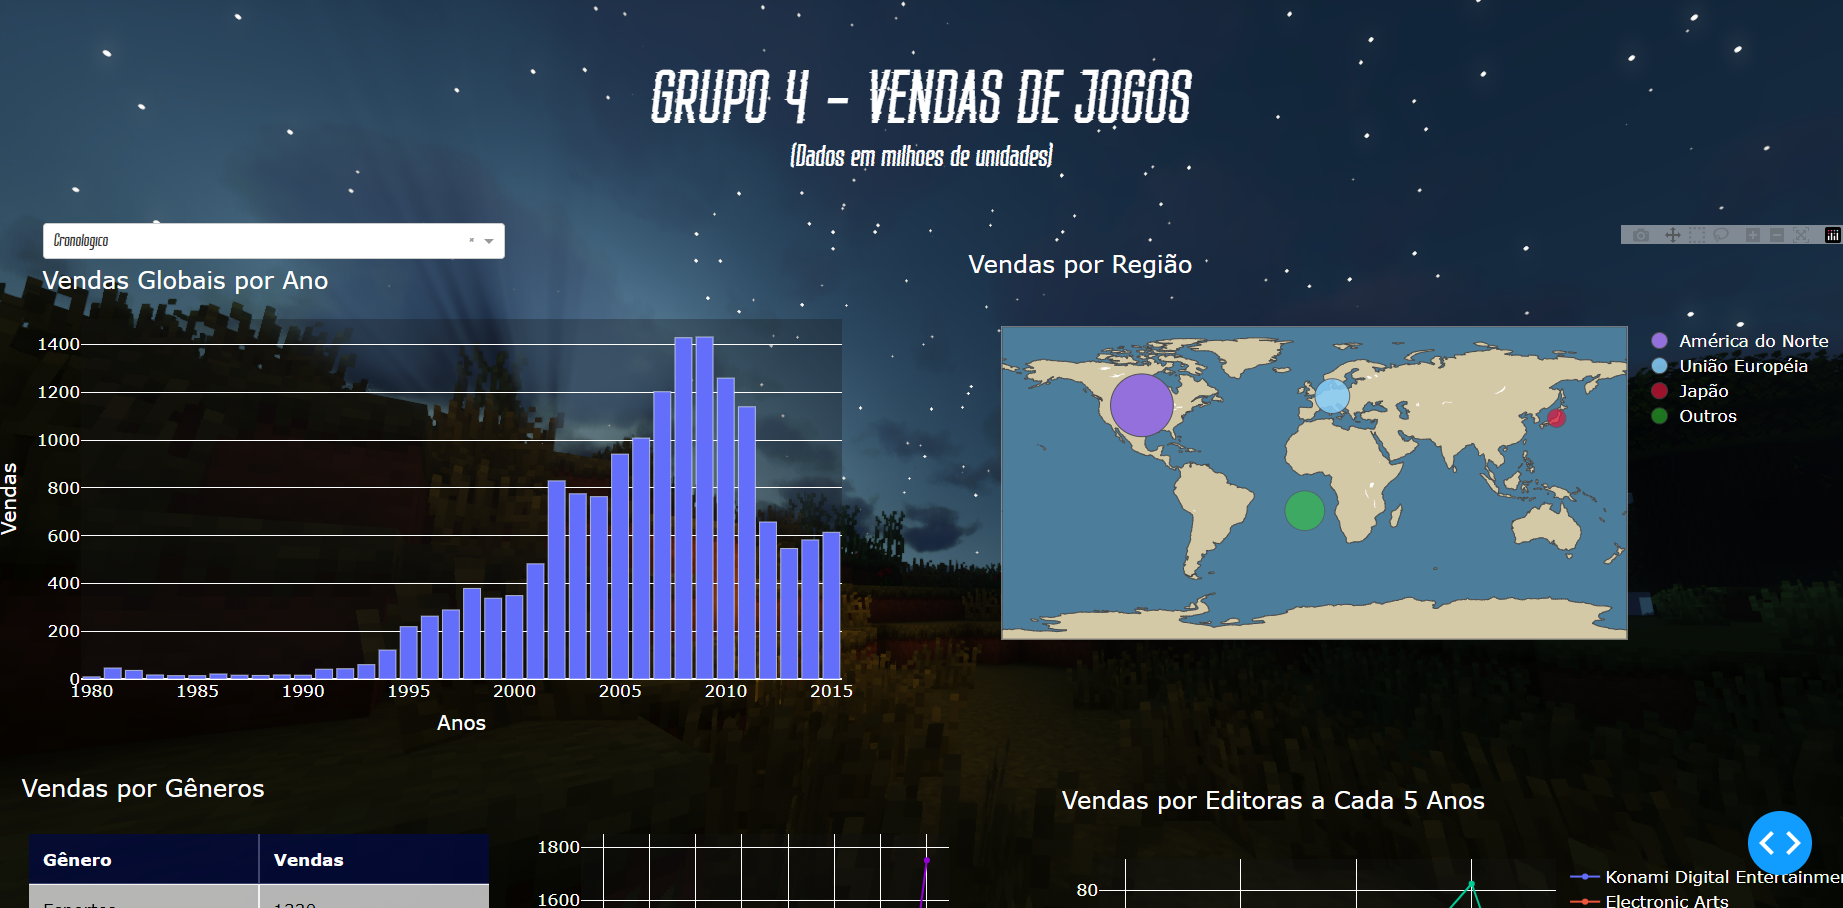 GRUPO 4 - VENDAS DE JOGOS
(Dados em milhoes de unidades)
Cronologico
Vendas Globais por Ano
Vendas
1400
1200
1000
800
600
400
200
0
1980
1985
1990
1995
2000
2005
2010
2015
Anos
Vendas por Região
América do Norte
União Européia
Japão
Outros
Vendas por Gêneros
Gênero
Vendas
1800
1600
Vendas por Editoras a Cada 5 Anos
80
Konami Digital Entertainme
Electronic Arts